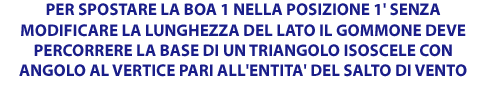 PER SPOSTARE LA BOA 1 NELLA POSIZIONE 1' SENZA
MODIFICARE LA LUNGHEZZA DEL LATO IL GOMMONE DEVE
PERCORRERE LA BASE DI UN TRIANGOLO ISOSCELE CON
ANGOLO AL VERTICE PARI ALL'ENTITA' DEL SALTO DI VENTO